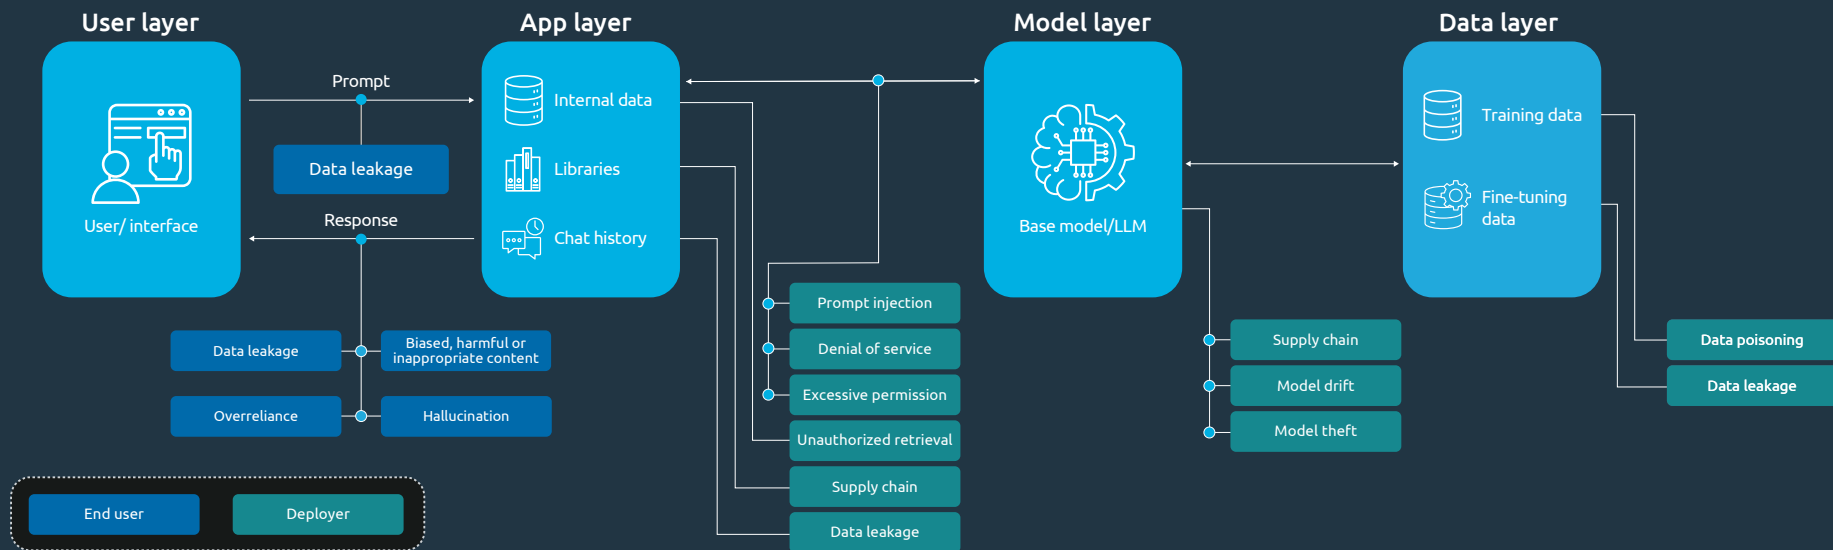 User layer
App layer
Model layer
Data layer
Prompt
Data leakage
Response
User/ interface
Internal data
Libraries
Chat history
Base model/LLM
Training data
Fine-tuning
data
Data leakage
Biased, harmful or
inappropriate content
Overreliance
Hallucination
Prompt injection
Denial of service
Excessive permission
Unauthorized retrieval
Supply chain
Data leakage
Supply chain
Model drift
Model theft
Data poisoning
Data leakage
End user
Deployer